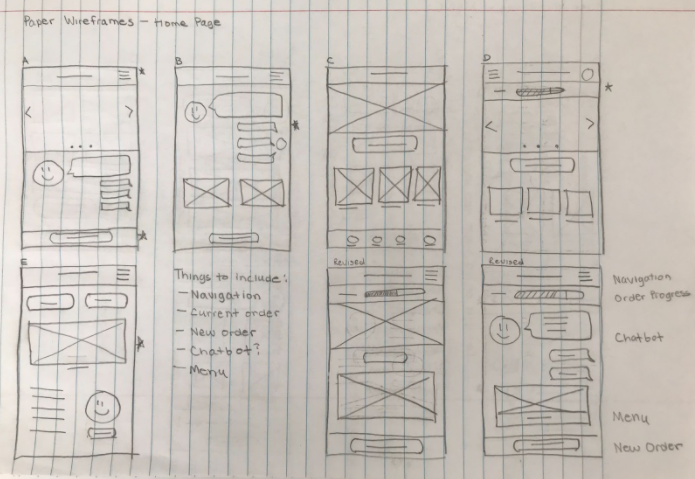 Paper Wireframes - Home Page
A
B
C
D
E
Things to include:
- Navigation
- Current order
- New order
- Chatbot?
- Menu
Revised
Revised
Navigation
Order Progress
Chatbot
Menu
New Order